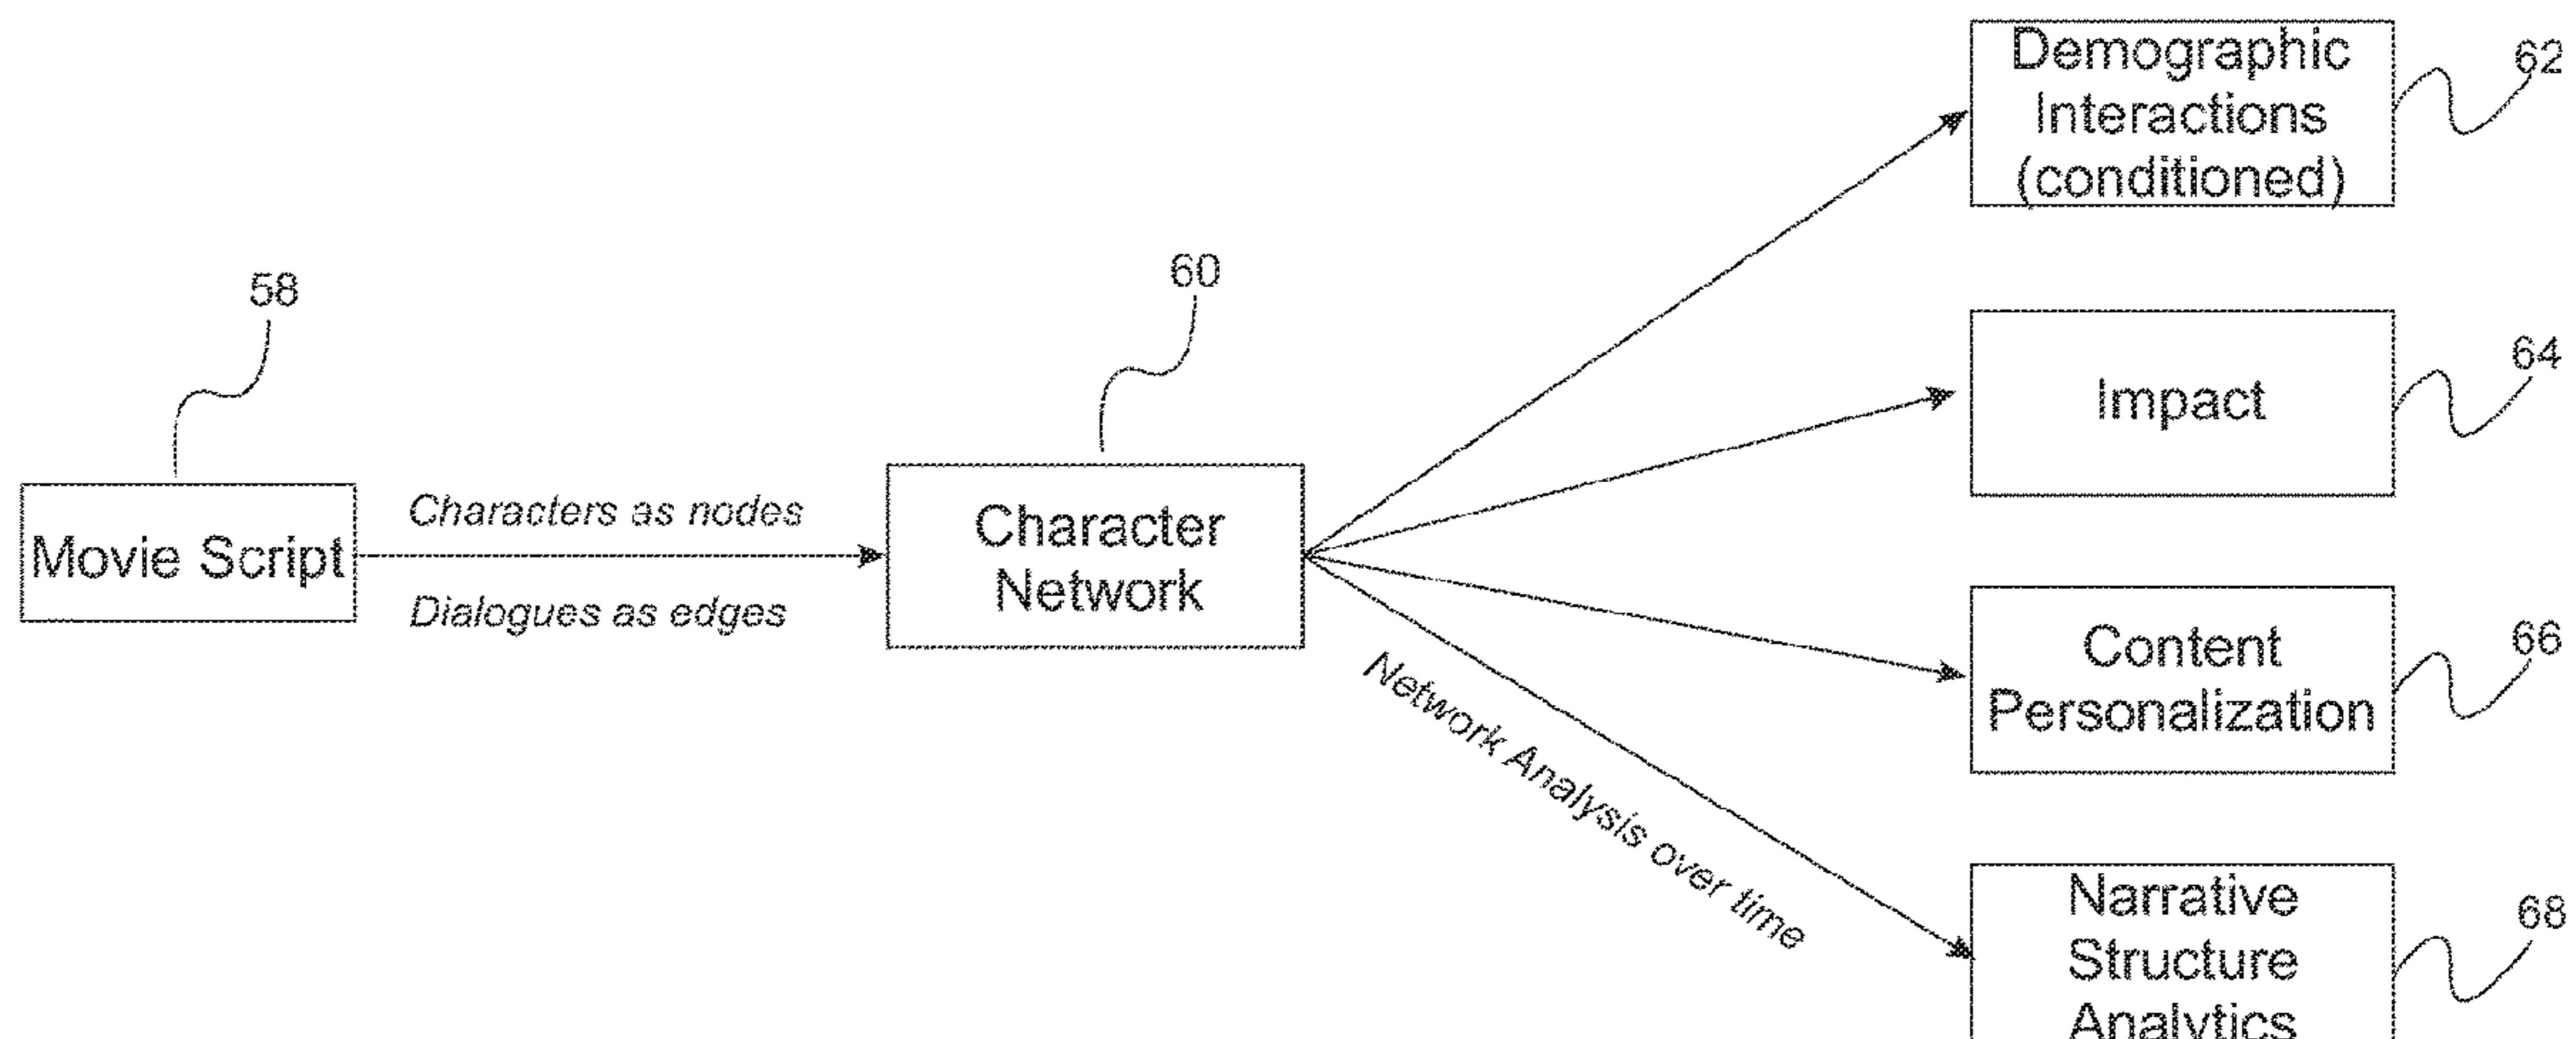 58
Movie Script
Characters as nodes
Dialogues as edges
60
Character
Network
Network Analysis over time
Demographic
Interactions
(conditioned)
62
Impact
64
Content
Personalization
66
Narrative
Structure
Analytics
68